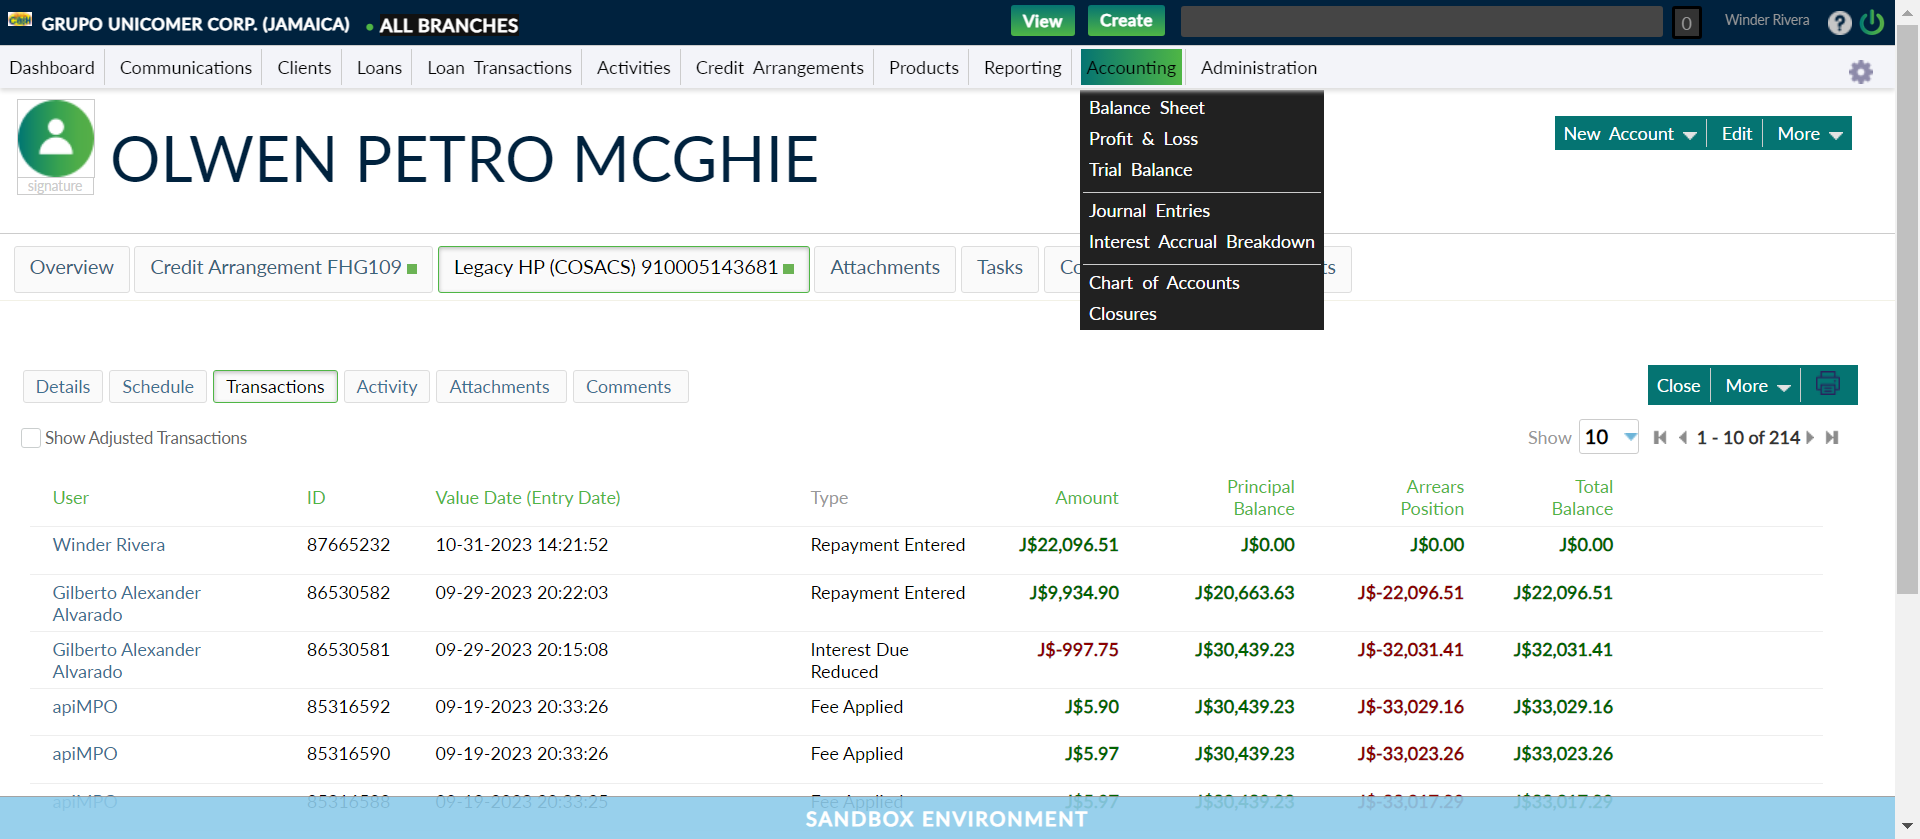 GRUPO UNICOMER CORP. (JAMAICA) ALL BRANCHES View Create 0 Winder Rivera ?
Dashboard Communications Clients Loans Loan Transactions Activities Credit Arrangements Products Reporting Accounting Administration
Balance Sheet
Profit & Loss
Trial Balance
Journal Entries
Interest Accrual Breakdown
Chart of Accounts
Closures
signature
OLWEN PETRO MCGHIE
New Account Edit More
Overview Credit Arrangement FHG109 Legacy HP (COSACS) 910005143681 Attachments Tasks
Details Schedule Transactions Activity Attachments Comments Close More
Show Adjusted Transactions Show 10 1 - 10 of 214
User ID Value Date (Entry Date) Type Amount Principal Balance Arrears Position Total Balance
Winder Rivera 87665232 10-31-2023 14:21:52 Repayment Entered J$22,096.51 J$0.00 J$0.00 J$0.00
Gilberto Alexander Alvarado 86530582 09-29-2023 20:22:03 Repayment Entered J$9,934.90 J$20,663.63 J$-22,096.51 J$22,096.51
Gilberto Alexander Alvarado 86530581 09-29-2023 20:15:08 Interest Due Reduced J$-997.75 J$30,439.23 J$-32,031.41 J$32,031.41
apiMPO 85316592 09-19-2023 20:33:26 Fee Applied J$5.90 J$30,439.23 J$-33,029.16 J$33,029.16
apiMPO 85316590 09-19-2023 20:33:26 Fee Applied J$5.97 J$30,439.23 J$-33,023.26 J$33,023.26
apiMPO 85316588 09-19-2023 20:33:25 Fee Applied J$5.97 J$30,439.23 J$-33,017.29 J$33,017.29
SANDBOX ENVIRONMENT